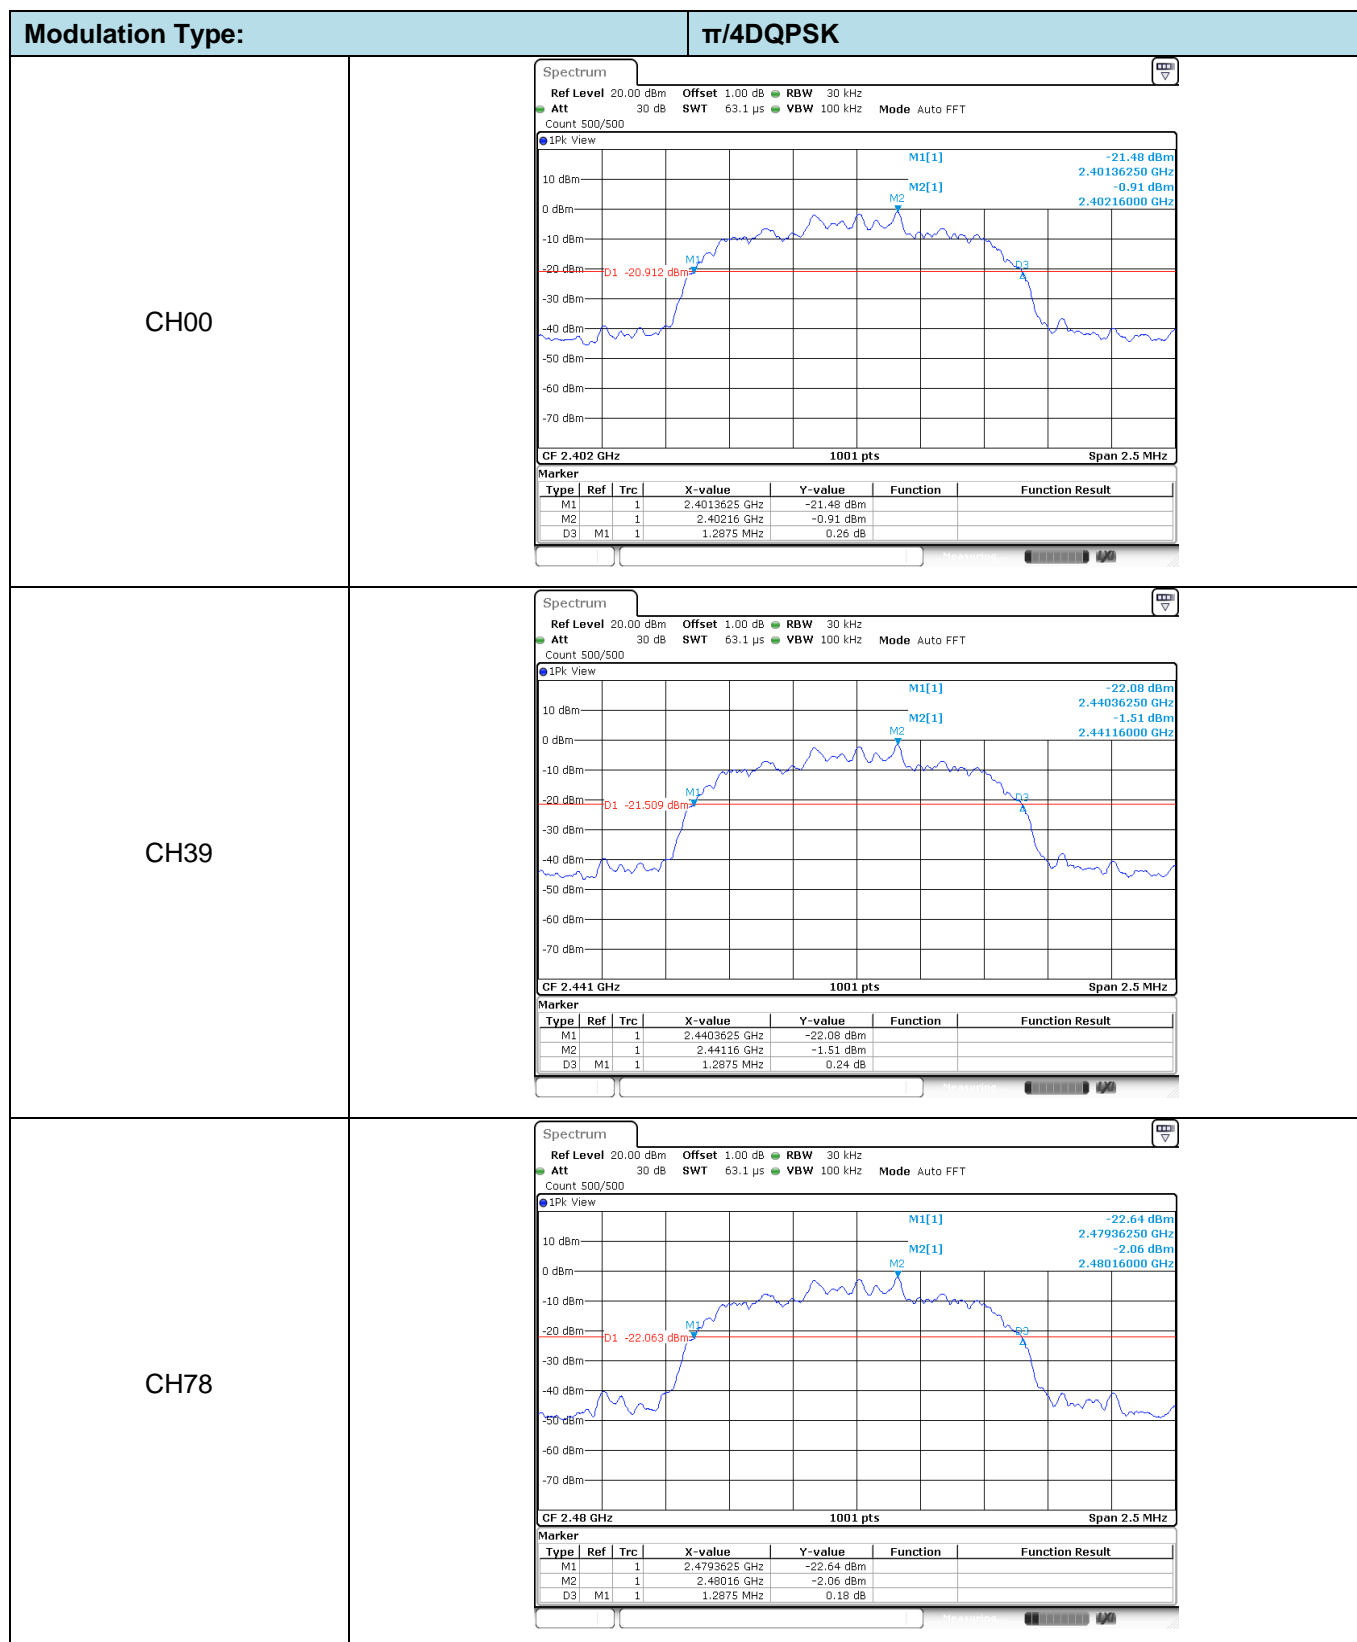 Modulation Type: π/4DQPSK
CH00
Spectrum
Ref Level 20.00 dBm Offset 1.00 dB RBW 30 kHz
Att 30 dB SWT 63.1 µs VBW 100 kHz Mode Auto FFT
Count 500/500
1Pk View
M1[1] -21.48 dBm
2.40136250 GHz
10 dBm
M2[1] -0.91 dBm
M2 2.40216000 GHz
0 dBm
-10 dBm
M1 D3
-20 dBm
D1 -20.912 dBm
-30 dBm
-40 dBm
-50 dBm
-60 dBm
-70 dBm
CF 2.402 GHz 1001 pts Span 2.5 MHz
Marker
Type Ref Trc X-value Y-value Function Function Result
M1 1 2.4013625 GHz -21.48 dBm
M2 1 2.40216 GHz -0.91 dBm
D3 M1 1 1.2875 MHz 0.26 dB
Measuring...
CH39
Spectrum
Ref Level 20.00 dBm Offset 1.00 dB RBW 30 kHz
Att 30 dB SWT 63.1 µs VBW 100 kHz Mode Auto FFT
Count 500/500
1Pk View
M1[1] -22.08 dBm
2.44036250 GHz
10 dBm
M2[1] -1.51 dBm
M2 2.44116000 GHz
0 dBm
-10 dBm
M1 D3
-20 dBm
D1 -21.509 dBm
-30 dBm
-40 dBm
-50 dBm
-60 dBm
-70 dBm
CF 2.441 GHz 1001 pts Span 2.5 MHz
Marker
Type Ref Trc X-value Y-value Function Function Result
M1 1 2.4403625 GHz -22.08 dBm
M2 1 2.44116 GHz -1.51 dBm
D3 M1 1 1.2875 MHz 0.24 dB
Measuring...
CH78
Spectrum
Ref Level 20.00 dBm Offset 1.00 dB RBW 30 kHz
Att 30 dB SWT 63.1 µs VBW 100 kHz Mode Auto FFT
Count 500/500
1Pk View
M1[1] -22.64 dBm
2.47936250 GHz
10 dBm
M2[1] -2.06 dBm
M2 2.48016000 GHz
0 dBm
-10 dBm
M1 D3
-20 dBm
D1 -22.063 dBm
-30 dBm
-40 dBm
-50 dBm
-60 dBm
-70 dBm
CF 2.48 GHz 1001 pts Span 2.5 MHz
Marker
Type Ref Trc X-value Y-value Function Function Result
M1 1 2.4793625 GHz -22.64 dBm
M2 1 2.48016 GHz -2.06 dBm
D3 M1 1 1.2875 MHz 0.18 dB
Measuring...